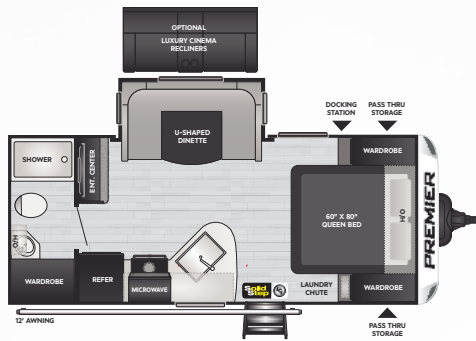 OPTIONAL
LUXURY CINEMA
RECLINERS
U-SHAPED
DINETTE
DOCKING
STATION
PASS THRU
STORAGE
SHOWER
ENT. CENTER
WARDROBE
60" X 80"
QUEEN BED
H/O
PREMIER
O/H
WARDROBE
REFER
MICROWAVE
Solid
Step
LAUNDRY
CHUTE
WARDROBE
12' AWNING
PASS THRU
STORAGE